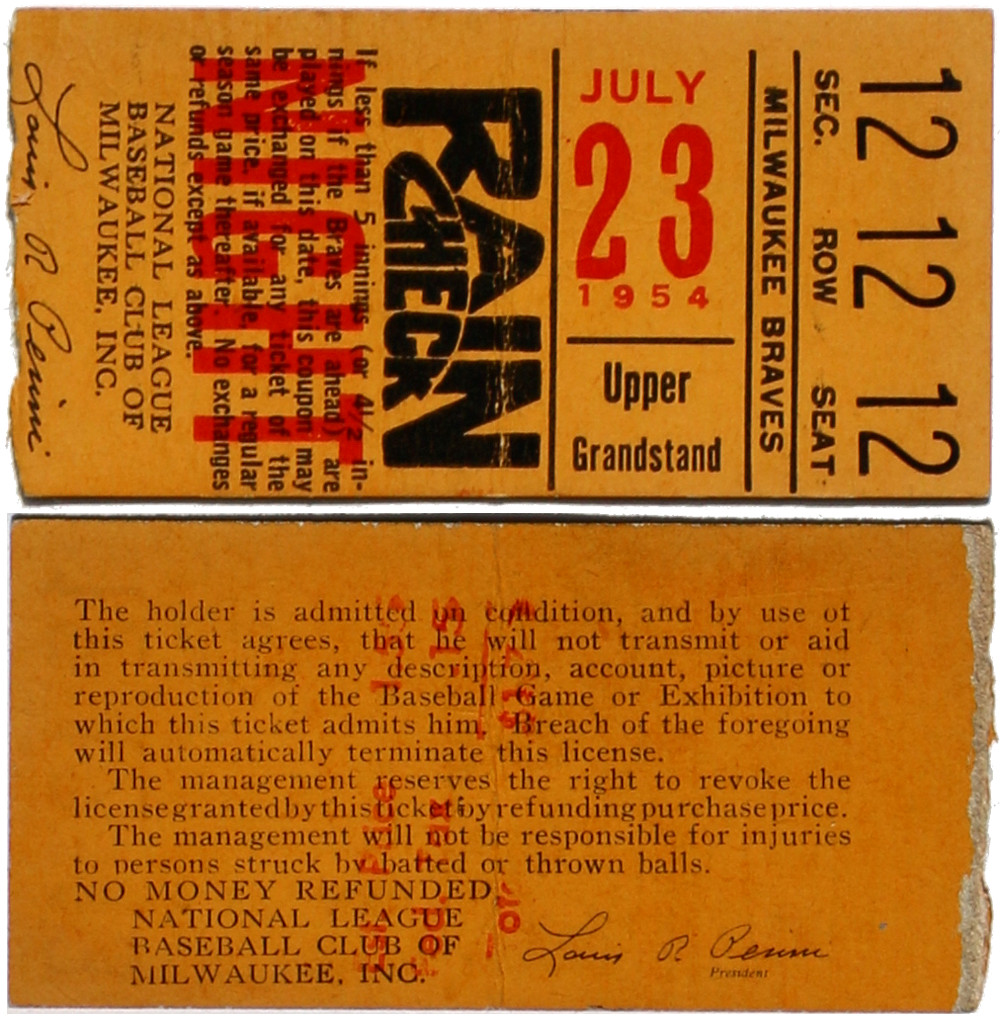 12 12 12
SEC. ROW SEAT
MILWAUKEE BRAVES
JULY
23
1954
Upper
Grandstand
RAIN
CHECK
NIGHT
If less than 5 innings (or 4½ in-
nings if the Braves are ahead) are
played on this date, this coupon may
be exchanged for any ticket of the
same price, if available, for a regular
season game thereafter. No exchanges
or refunds except as above.
NATIONAL LEAGUE
BASEBALL CLUB OF
MILWAUKEE, INC.
Louis R Perini
The holder is admitted on condition, and by use of
this ticket agrees, that he will not transmit or aid
in transmitting any description, account, picture or
reproduction of the Baseball Game or Exhibition to
which this ticket admits him. Breach of the foregoing
will automatically terminate this license.
The management reserves the right to revoke the
license granted by this ticket by refunding purchase price.
The management will not be responsible for injuries
to persons struck by batted or thrown balls.
NO MONEY REFUNDED.
NATIONAL LEAGUE
BASEBALL CLUB OF
MILWAUKEE, INC.
Louis R Perini
President